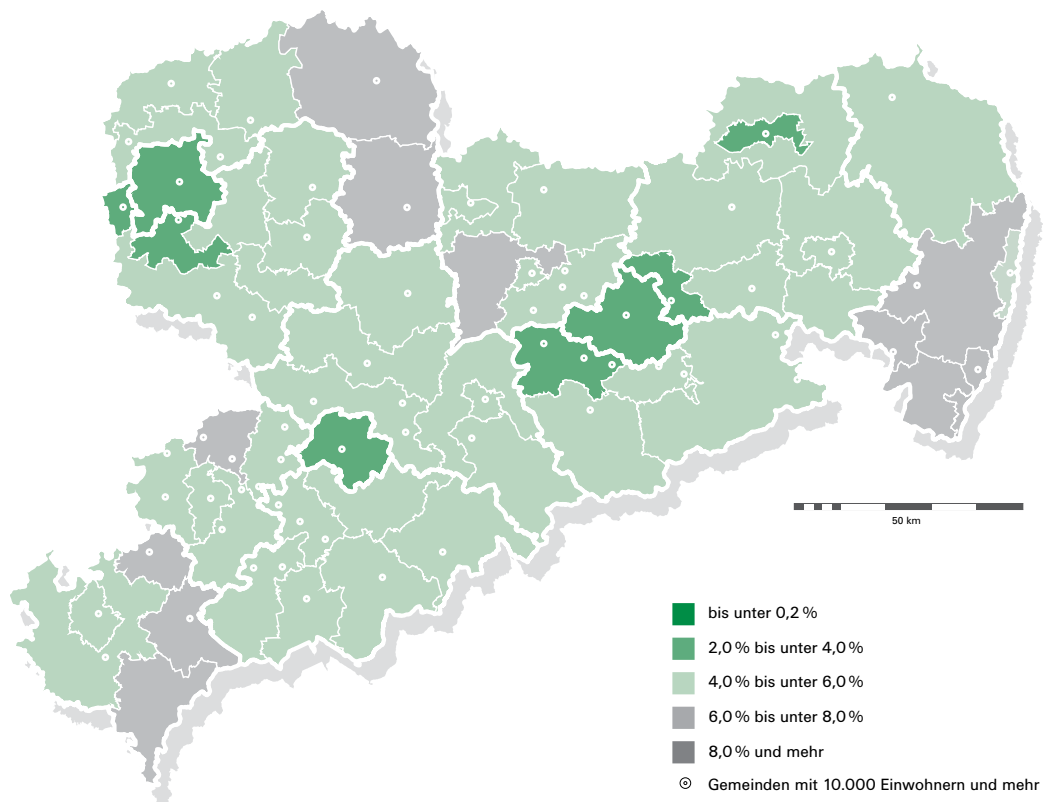 50 km
bis unter 0,2 %
2,0 % bis unter 4,0 %
4,0 % bis unter 6,0 %
6,0 % bis unter 8,0 %
8,0 % und mehr
Gemeinden mit 10.000 Einwohnern und mehr